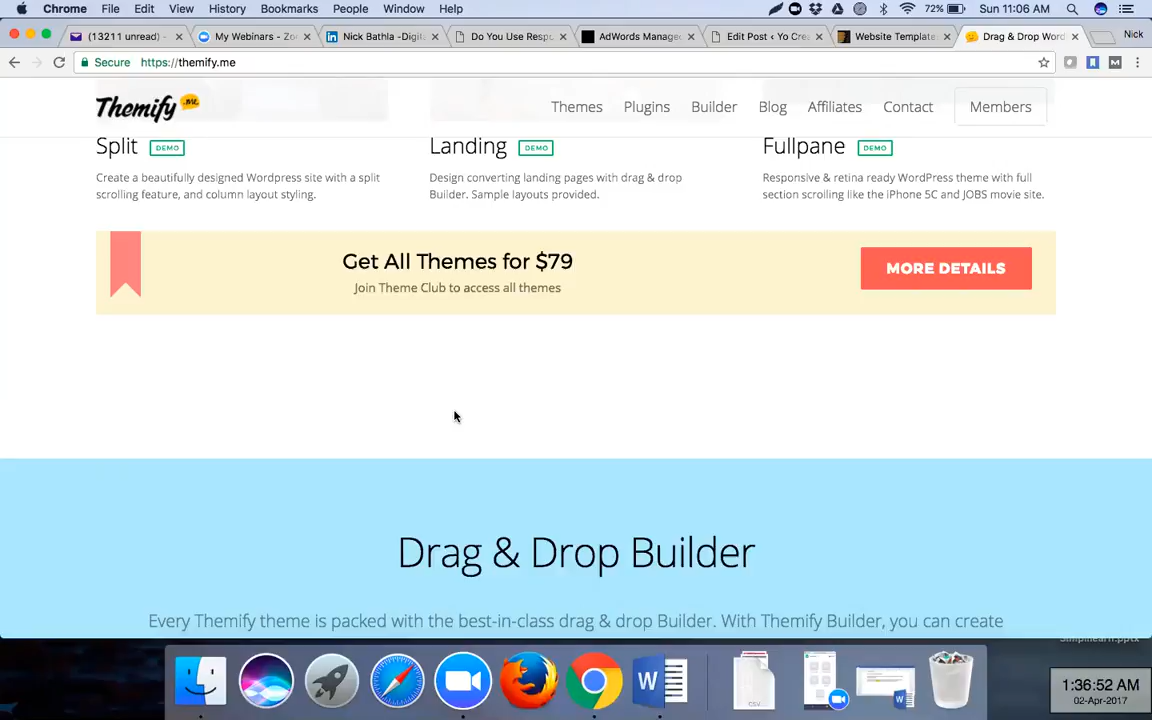 Chrome File Edit View History Bookmarks People Window Help 72% Sun 11:06 AM
(13211 unread) - My Webinars - Zo Nick Bathla -Digit Do You Use Resp AdWords Manage Edit Post ‹ Yo Cre Website Template Drag & Drop Wor Nick
Secure https://themify.me
Themify .me Themes Plugins Builder Blog Affiliates Contact Members
Split DEMO
Create a beautifully designed Wordpress site with a split
scrolling feature, and column layout styling.
Landing DEMO
Design converting landing pages with drag & drop
Builder. Sample layouts provided.
Fullpane DEMO
Responsive & retina ready WordPress theme with full
section scrolling like the iPhone 5C and JOBS movie site.
Get All Themes for $79
Join Theme Club to access all themes
MORE DETAILS
Drag & Drop Builder
Every Themify theme is packed with the best-in-class drag & drop Builder. With Themify Builder, you can create
1:36:52 AM
02-Apr-2017